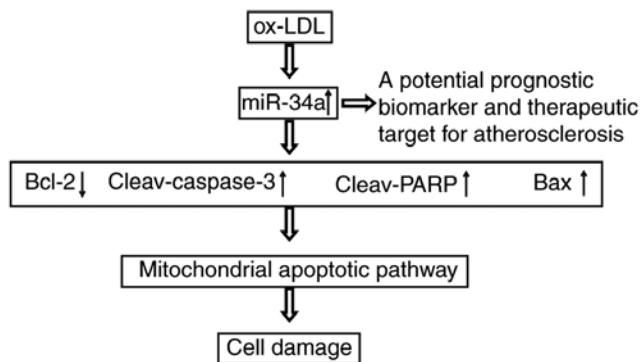 ox-LDL
miR-34a↑
A potential prognostic
biomarker and therapeutic
target for atherosclerosis
Bcl-2↓ Cleav-caspase-3↑ Cleav-PARP↑ Bax↑
Mitochondrial apoptotic pathway
Cell damage